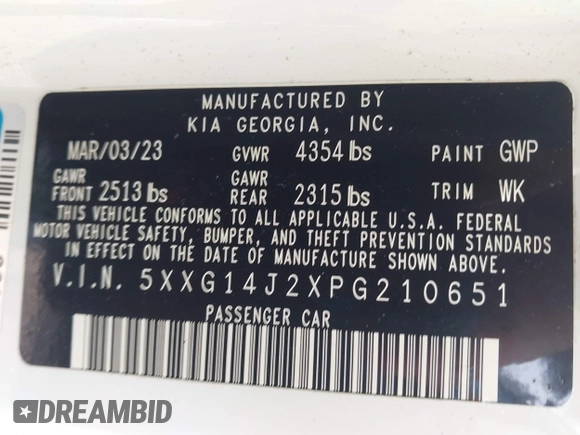 MANUFACTURED BY
KIA GEORGIA, INC.
MAR/03/23 GVWR 4354 lbs PAINT GWP
GAWR FRONT 2513 lbs GAWR REAR 2315 lbs TRIM WK
THIS VEHICLE CONFORMS TO ALL APPLICABLE U.S.A. FEDERAL
MOTOR VEHICLE SAFETY, BUMPER, AND THEFT PREVENTION STANDARDS
IN EFFECT ON THE DATE OF MANUFACTURE SHOWN ABOVE.
V.I.N. 5XXG14J2XPG210651
PASSENGER CAR
DREAMBID